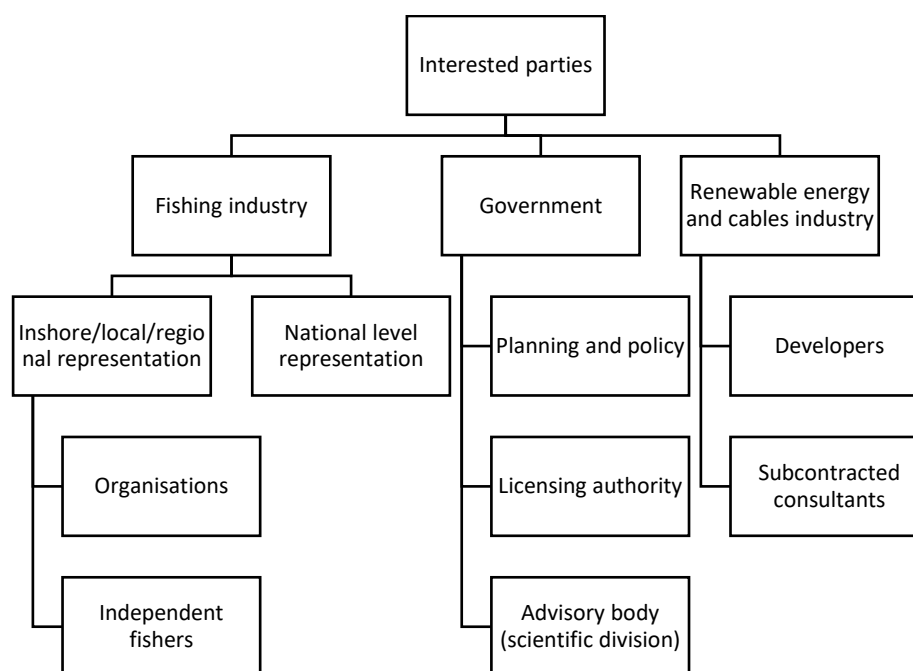 Interested parties
Fishing industry
Government
Renewable energy
and cables industry
Inshore/local/regio
nal representation
National level
representation
Planning and policy
Developers
Organisations
Licensing authority
Subcontracted
consultants
Independent
fishers
Advisory body
(scientific division)